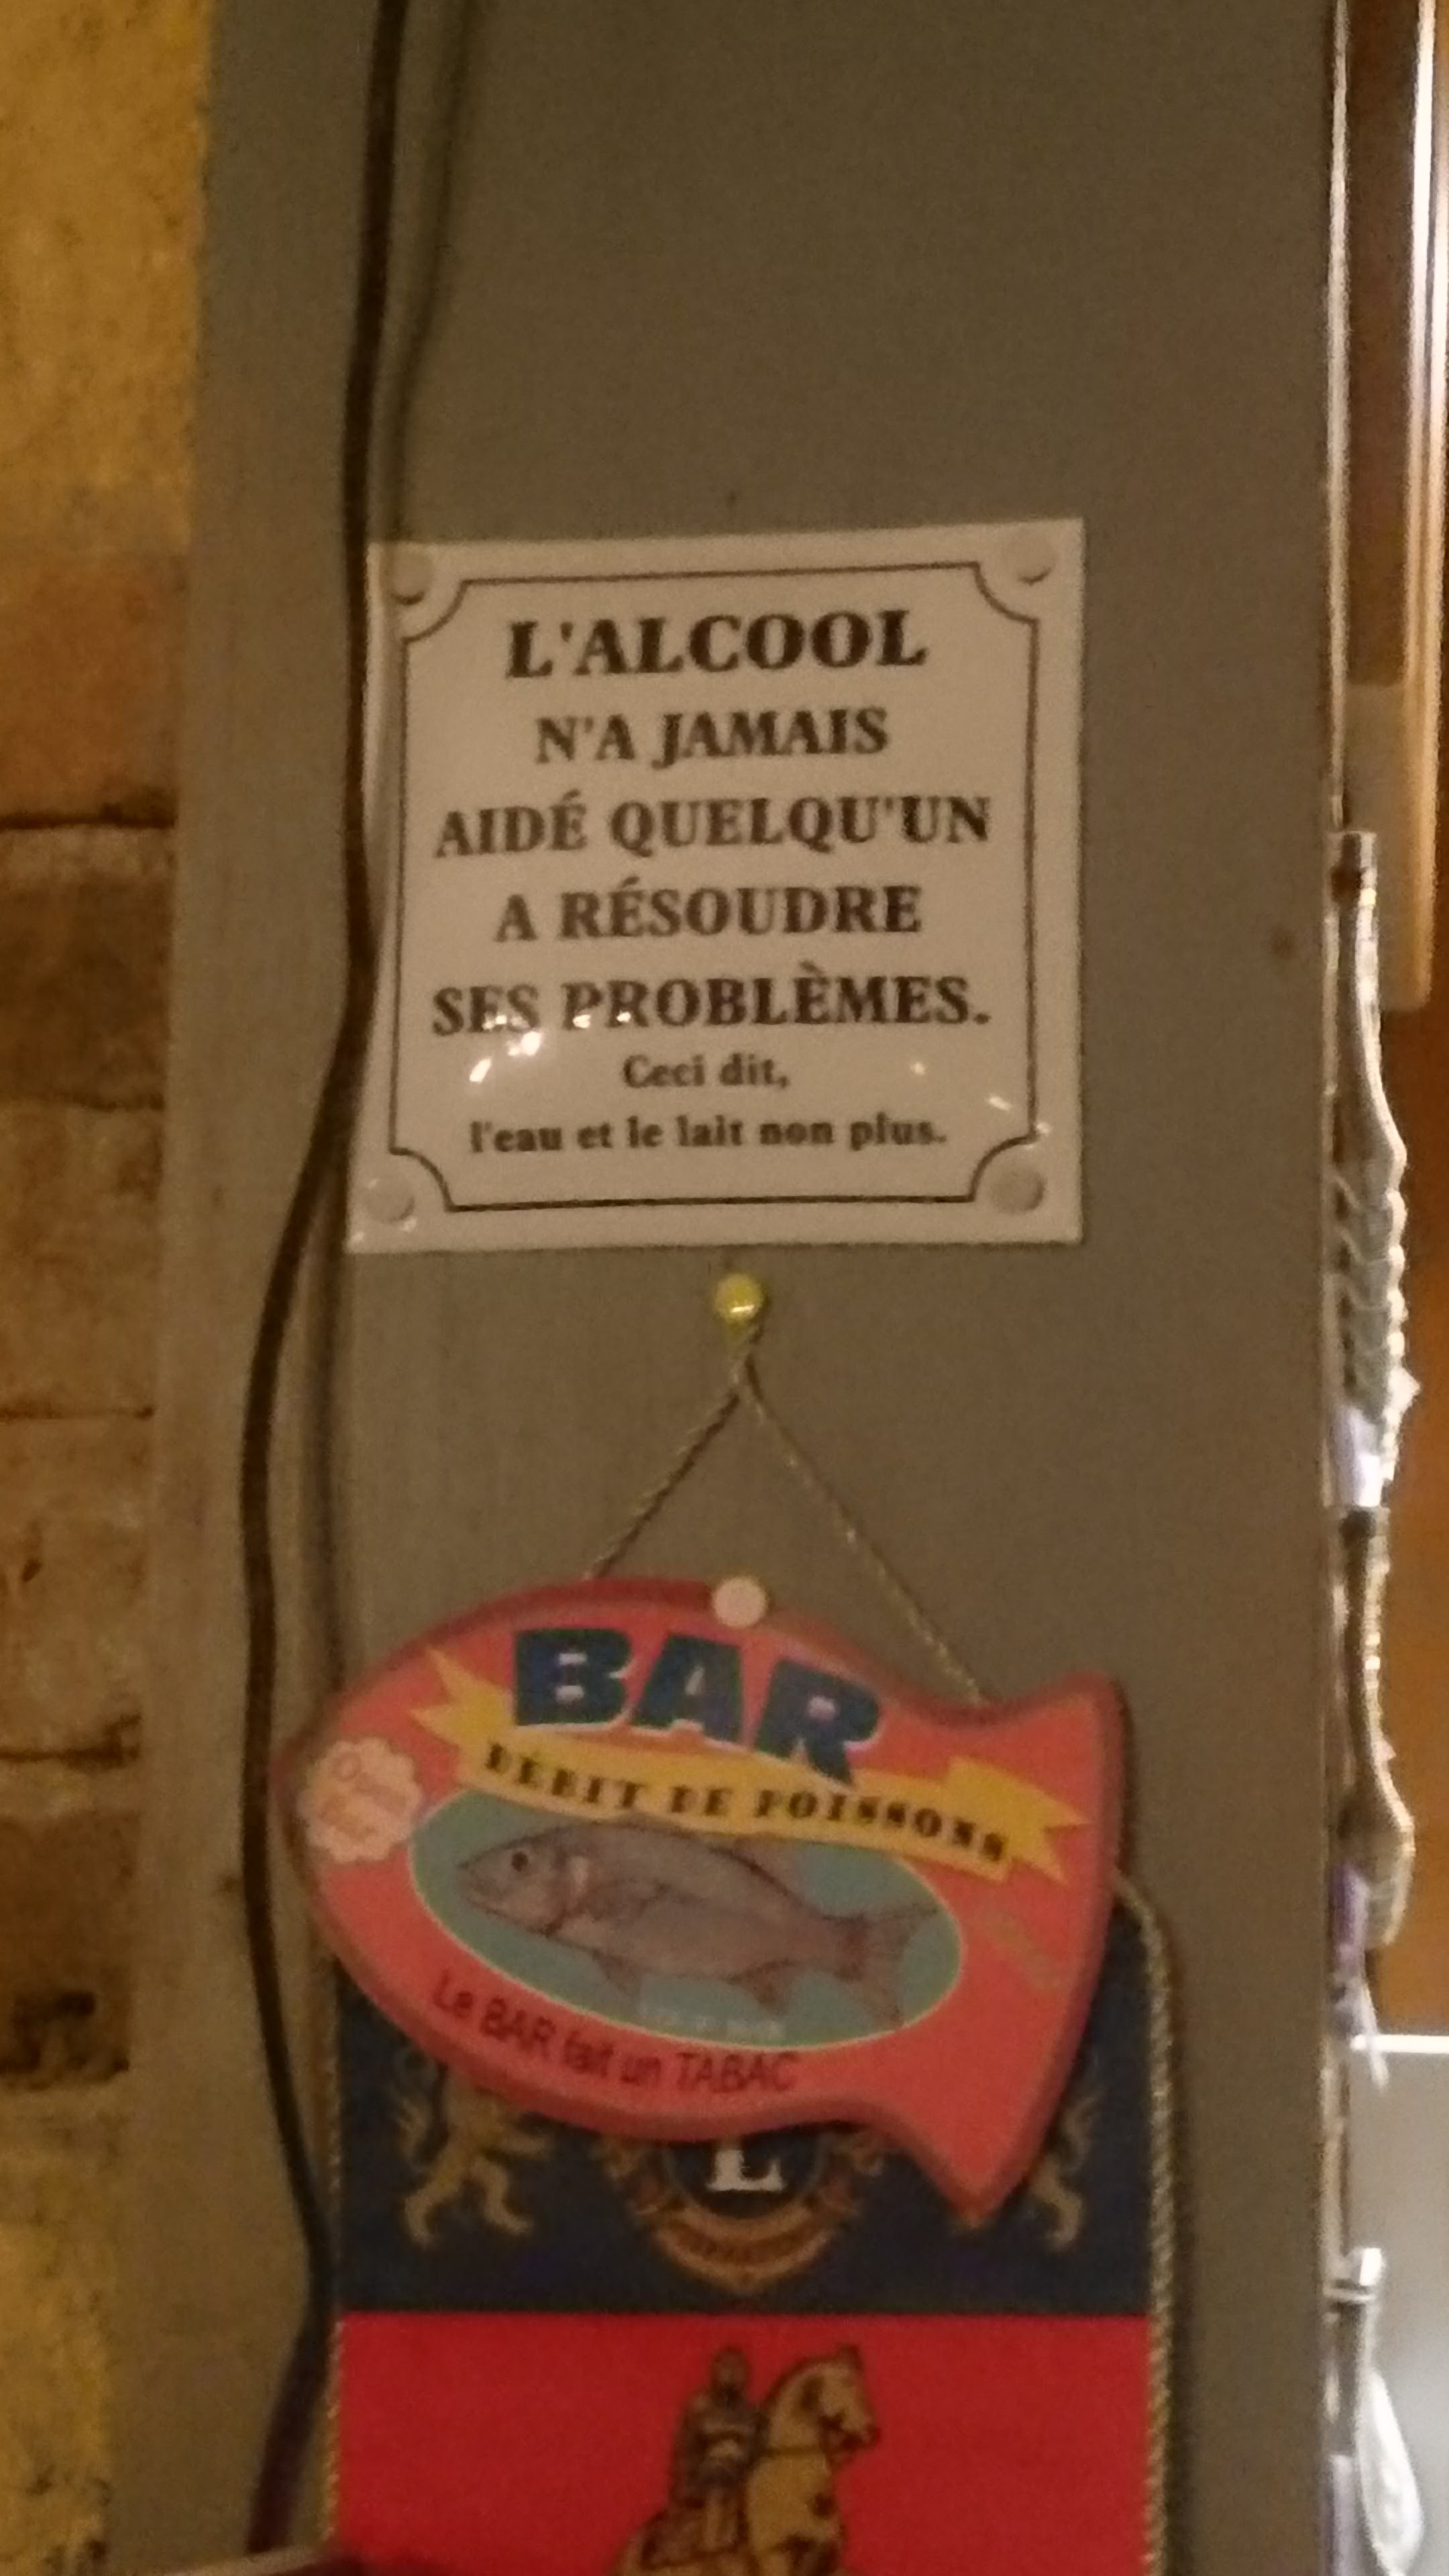 L'ALCOOL
N'A JAMAIS
AIDÉ QUELQU'UN
A RÉSOUDRE
SES PROBLÈMES.
Ceci dit,
l'eau et le lait non plus.
BAR
DÉBIT DE POISSONS
Le BAR fait un TABAC
L